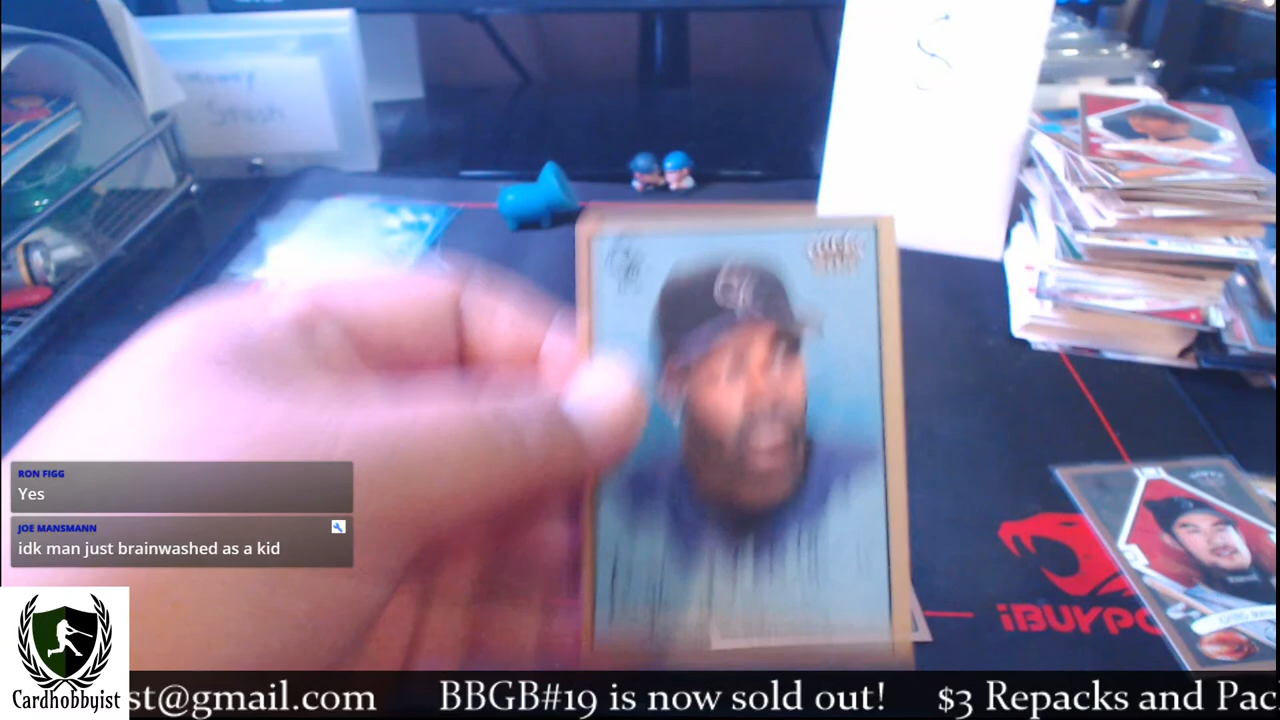 RON FIGG
Yes
JOE MANSMANN
idk man just brainwashed as a kid
iBUYPO
Cardhobbyist
st@gmail.com BBGB#19 is now sold out! $3 Repacks and Pac